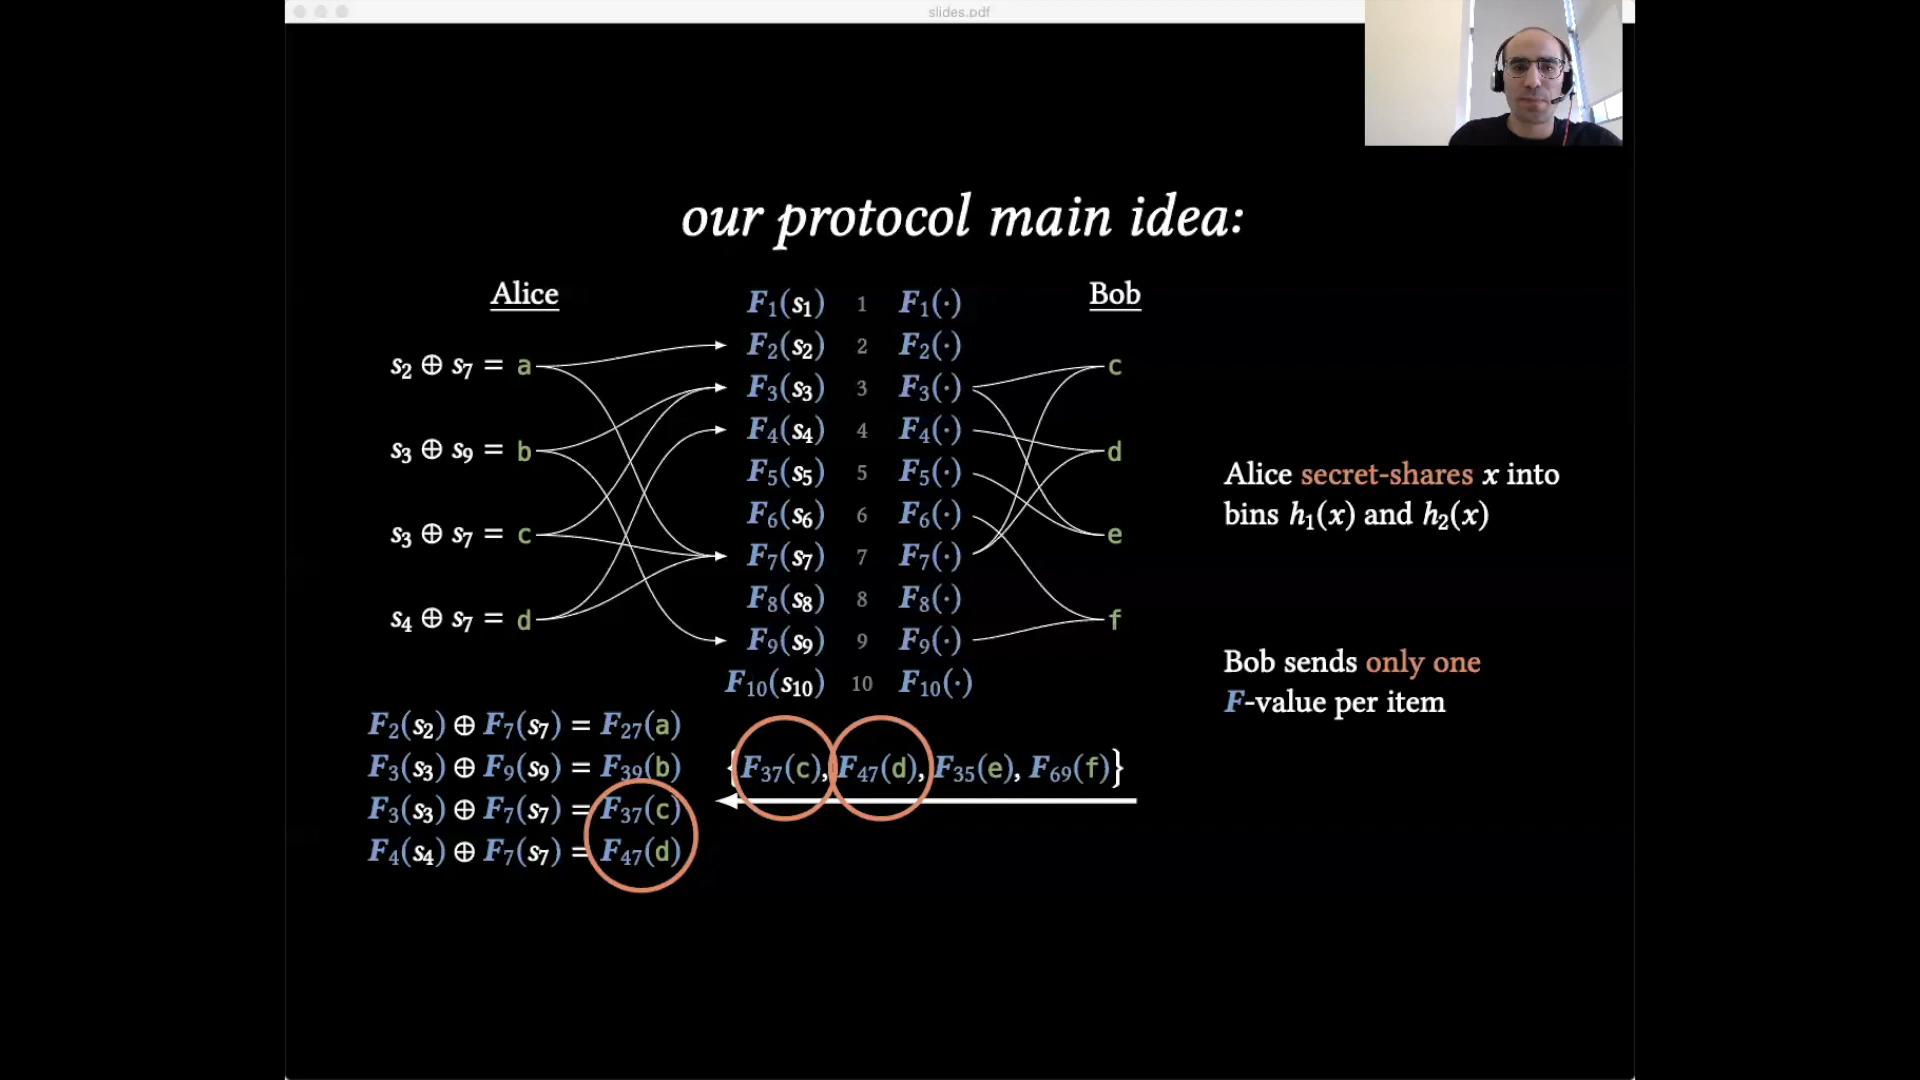 slides.pdf
our protocol main idea:
Alice
Bob
s₂ ⊕ s₇ = a
s₃ ⊕ s₉ = b
s₃ ⊕ s₇ = c
s₄ ⊕ s₇ = d
F₁(s₁) 1 F₁(·)
F₂(s₂) 2 F₂(·)
F₃(s₃) 3 F₃(·)
F₄(s₄) 4 F₄(·)
F₅(s₅) 5 F₅(·)
F₆(s₆) 6 F₆(·)
F₇(s₇) 7 F₇(·)
F₈(s₈) 8 F₈(·)
F₉(s₉) 9 F₉(·)
F₁₀(s₁₀) 10 F₁₀(·)
c
d
e
f
Alice secret-shares x into
bins h₁(x) and h₂(x)
Bob sends only one
F-value per item
F₂(s₂) ⊕ F₇(s₇) = F₂₇(a)
F₃(s₃) ⊕ F₉(s₉) = F₃₉(b)
F₃(s₃) ⊕ F₇(s₇) = F₃₇(c)
F₄(s₄) ⊕ F₇(s₇) = F₄₇(d)
{F₃₇(c), F₄₇(d), F₃₅(e), F₆₉(f)}